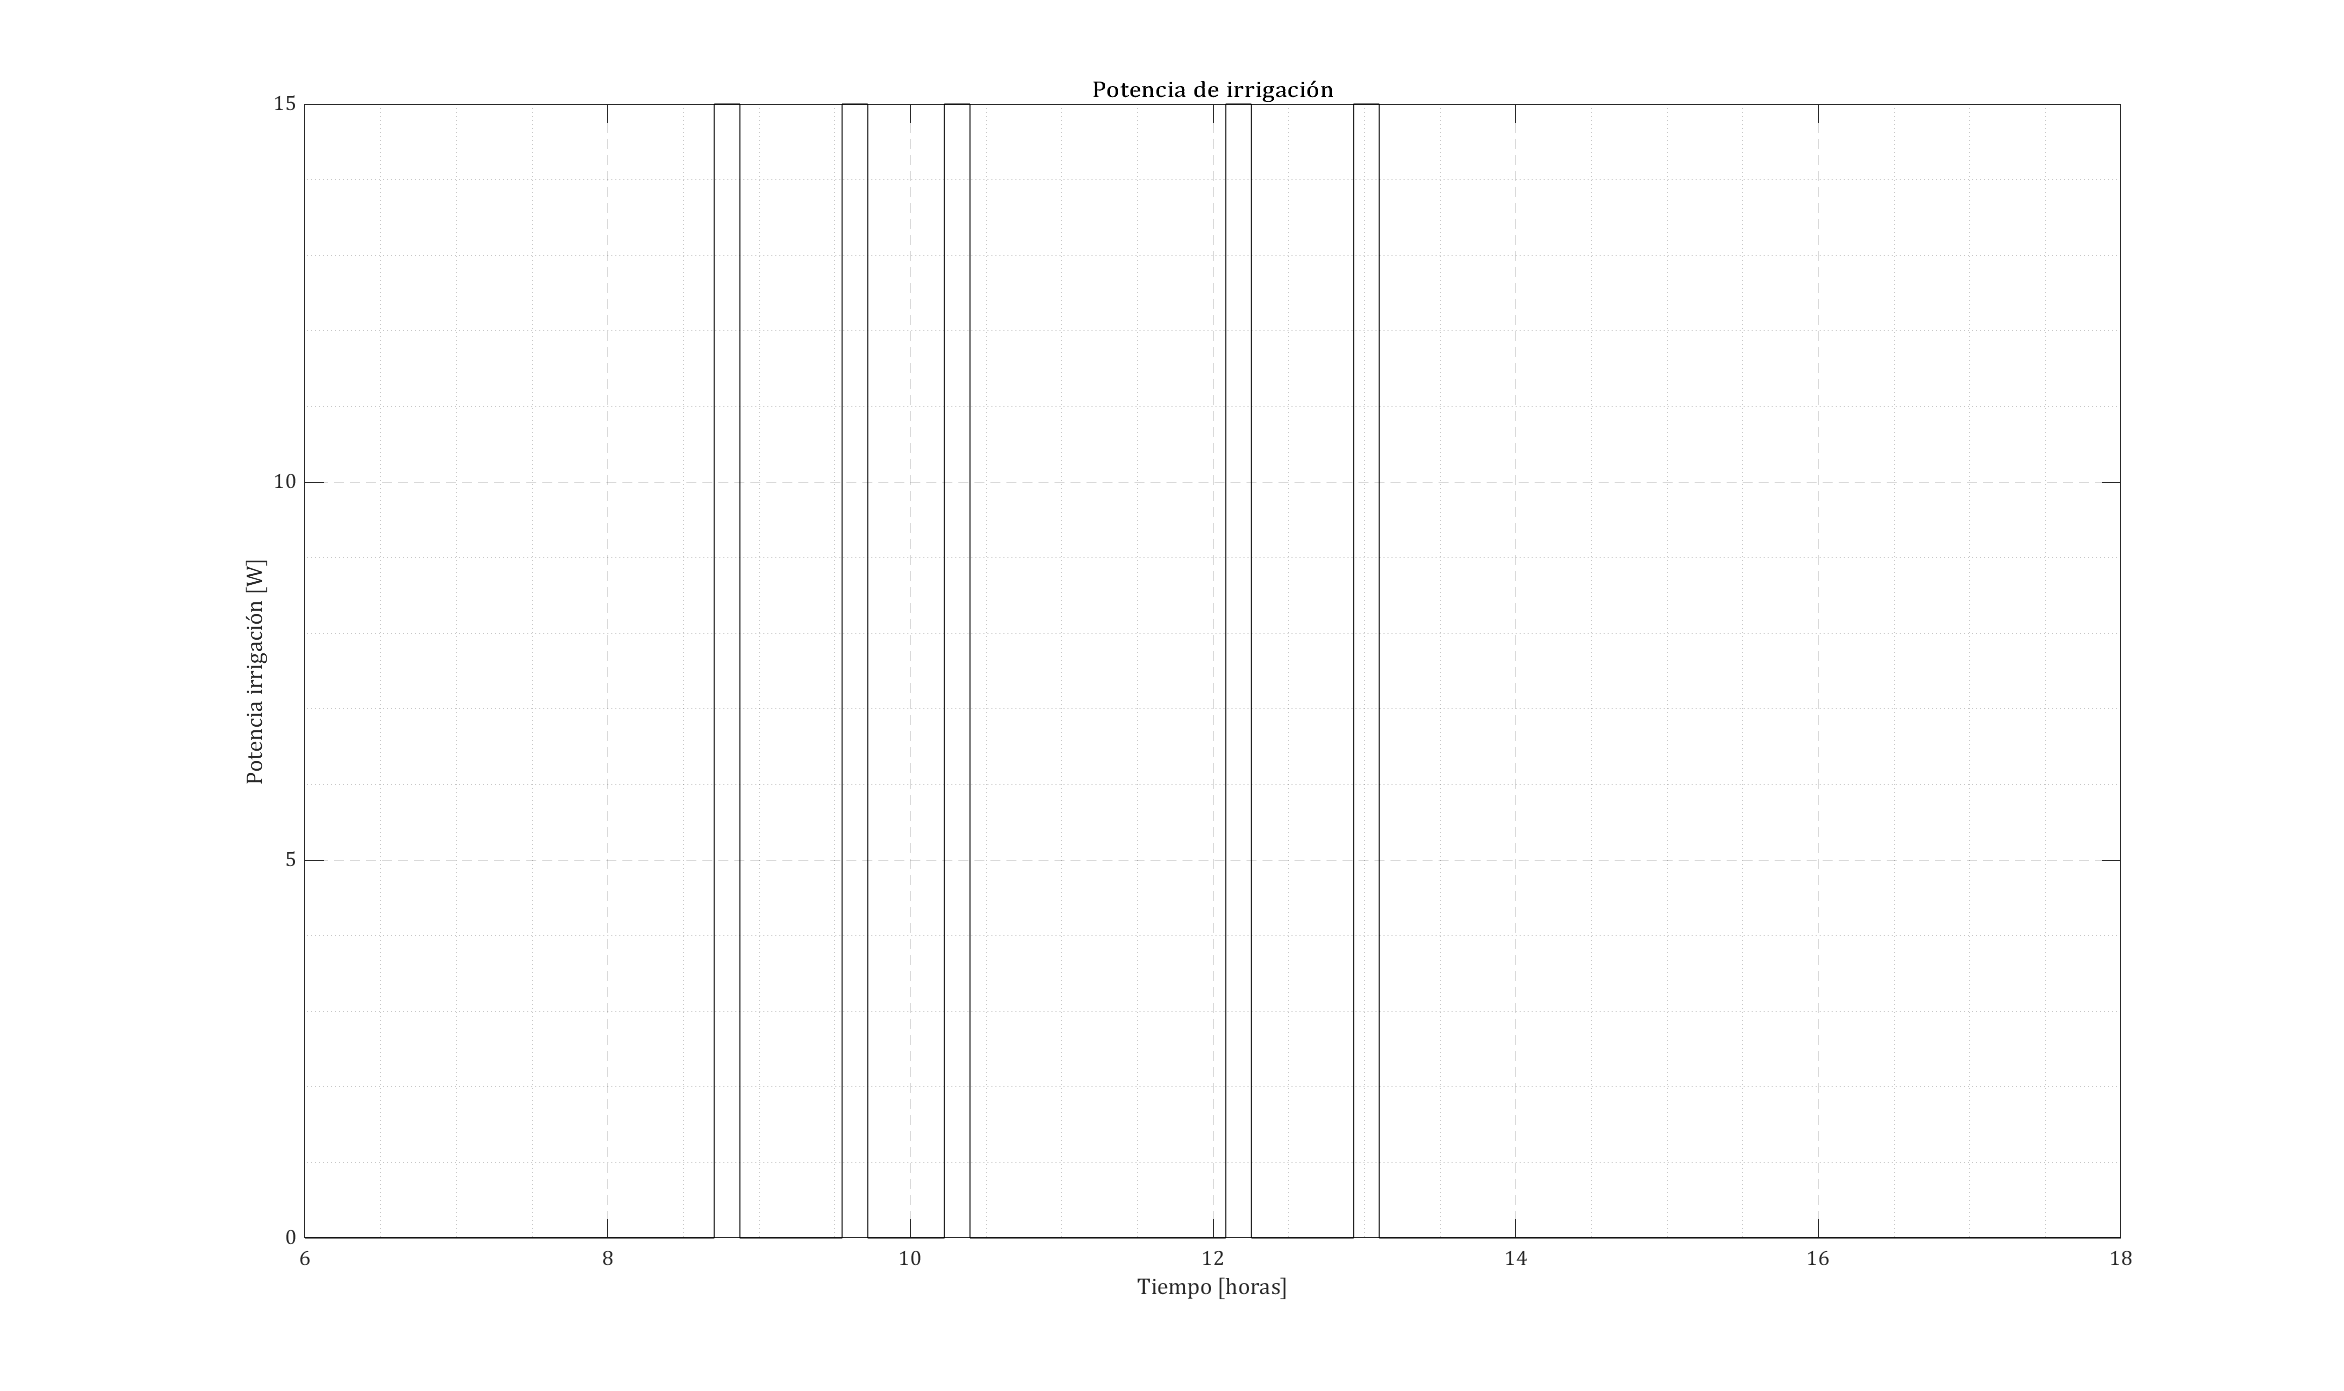 Potencia de irrigación
15
10
5
0
Potencia irrigación [W]
6 8 10 12 14 16 18
Tiempo [horas]